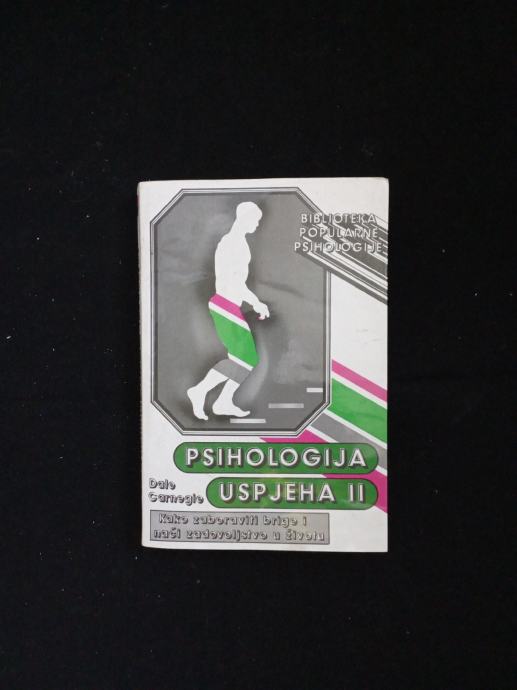 BIBLIOTEKA
POPULARNE
PSIHOLOGIJE
PSIHOLOGIJA
USPJEHA II
Dale
Carnegie
Kako zaboraviti brige i
naći zadovoljstvo u životu